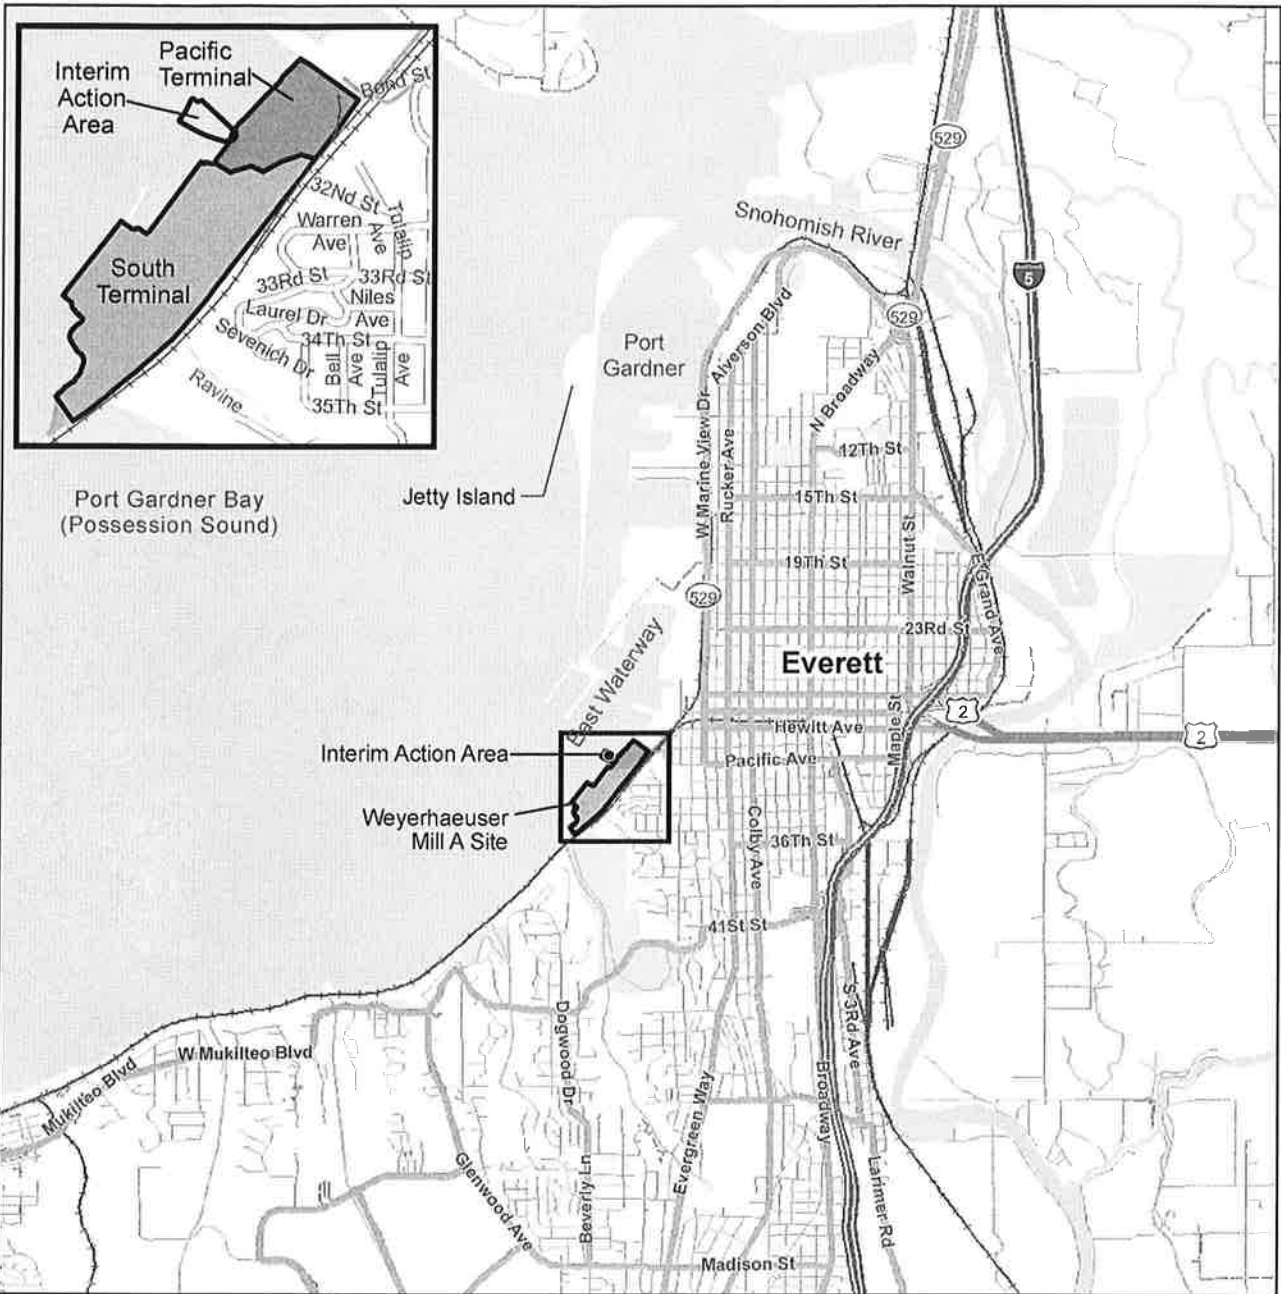 Pacific
Terminal
Interim
Action
Area
Bond St
32Nd St
Tulalip
Ave
Warren
Ave
33Rd St
33Rd St
Niles
Ave
Laurel Dr
34Th St
Sevenich Dr
Bell
Ave
Tulalip
Ave
35Th St
Ravine
South
Terminal
Port Gardner Bay
(Possession Sound)
Jetty Island
Port
Gardner
Snohomish River
529
529
5
Alverson Blvd
N Broadway
W Marine View Dr
Rucker Ave
12Th St
15Th St
19Th St
Walnut St
529
23Rd St
E Grand Ave
Everett
East Waterway
2
2
Hewitt Ave
Maple St
Pacific Ave
Interim Action Area
Weyerhaeuser
Mill A Site
Colby Ave
36Th St
41St St
S 3Rd Ave
Dogwood Dr
W Mukilteo Blvd
Mukilteo Blvd
Evergreen Way
Broadway
Glenwood Ave
Beverly Ln
Larimer Rd
Madison St